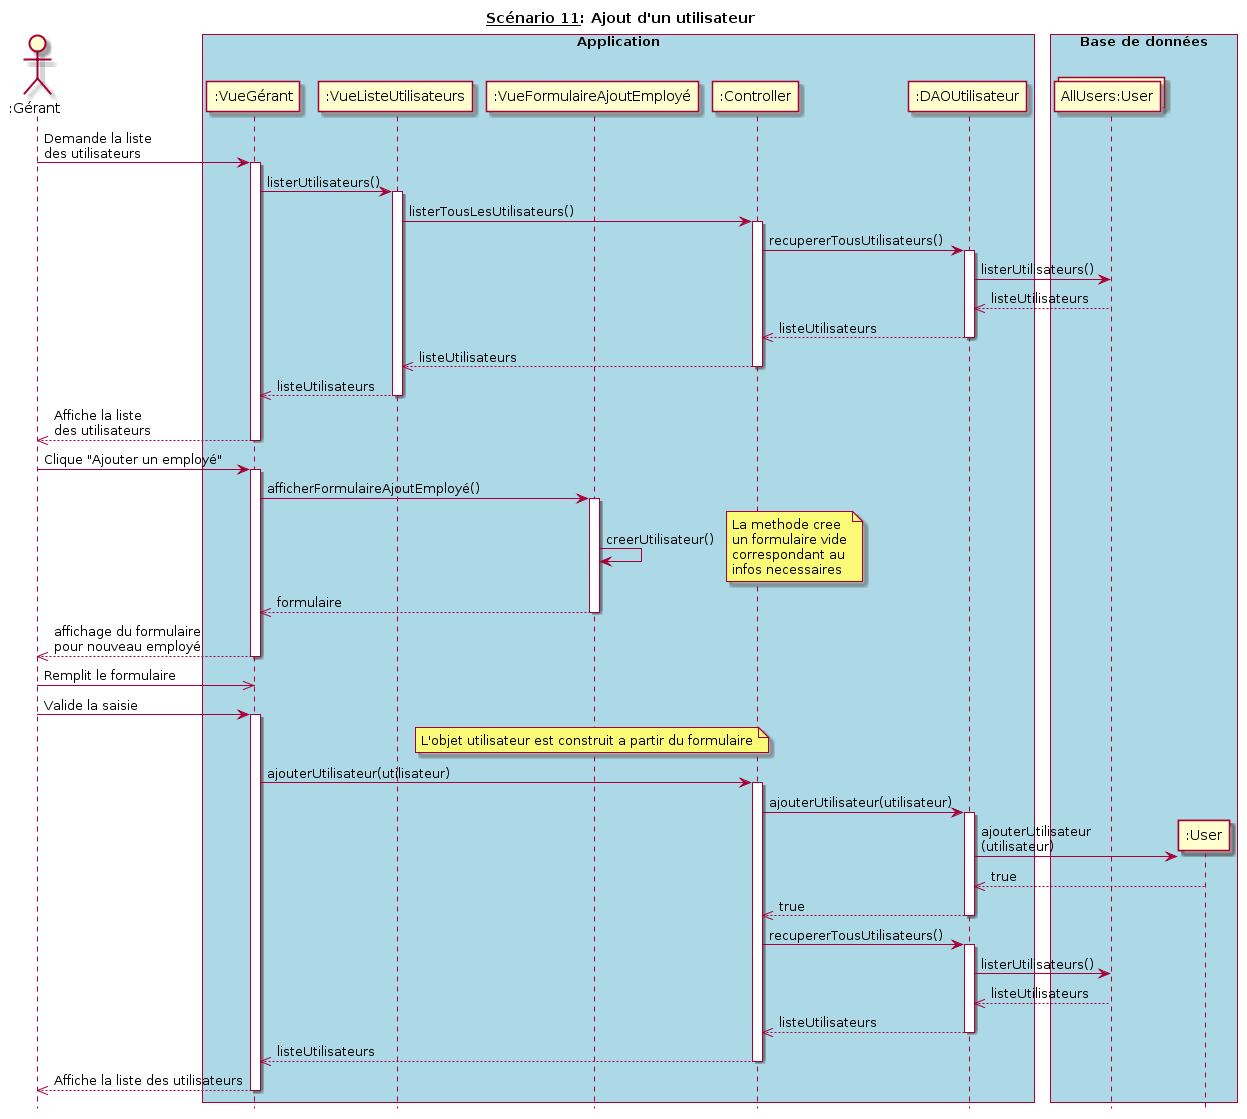 Scénario 11: Ajout d'un utilisateur
Application
Base de données
:Gérant
:VueGérant
:VueListeUtilisateurs
:VueFormulaireAjoutEmployé
:Controller
:DAOUtilisateur
AllUsers:User
Demande la liste
des utilisateurs
listerUtilisateurs()
listerTousLesUtilisateurs()
recupererTousUtilisateurs()
listerUtilisateurs()
listeUtilisateurs
listeUtilisateurs
listeUtilisateurs
listeUtilisateurs
Affiche la liste
des utilisateurs
Clique "Ajouter un employé"
afficherFormulaireAjoutEmployé()
La methode cree
un formulaire vide
correspondant au
infos necessaires
creerUtilisateur()
formulaire
affichage du formulaire
pour nouveau employé
Remplit le formulaire
Valide la saisie
L'objet utilisateur est construit a partir du formulaire
ajouterUtilisateur(utilisateur)
ajouterUtilisateur(utilisateur)
ajouterUtilisateur
(utilisateur)
:User
true
true
recupererTousUtilisateurs()
listerUtilisateurs()
listeUtilisateurs
listeUtilisateurs
listeUtilisateurs
Affiche la liste des utilisateurs